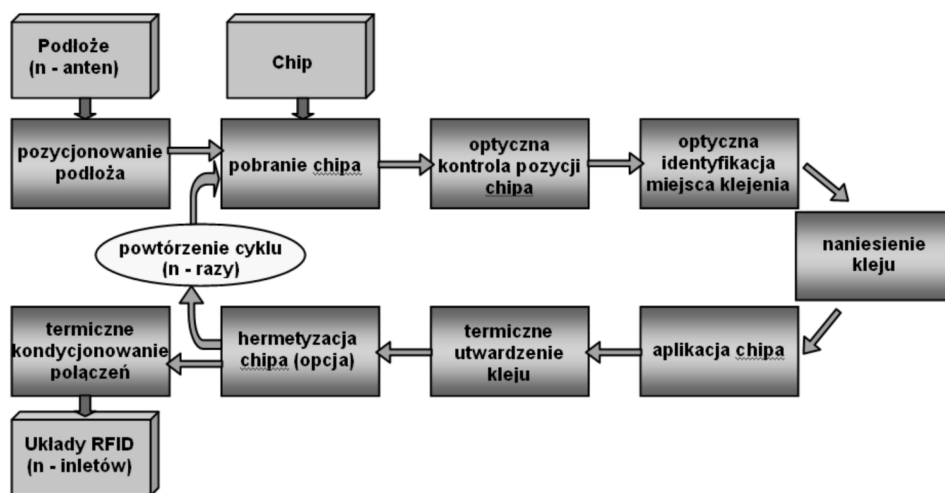 Podłoże
(n - anten)
Chip
pozycjonowanie
podłoża
pobranie chipa
optyczna
kontrola pozycji
chipa
optyczna
identyfikacja
miejsca klejenia
naniesienie
kleju
powtórzenie cyklu
(n - razy)
aplikacja chipa
termiczne
utwardzenie
kleju
hermetyzacja
chipa (opcja)
termiczne
kondycjonowanie
połączeń
Układy RFID
(n - inletów)